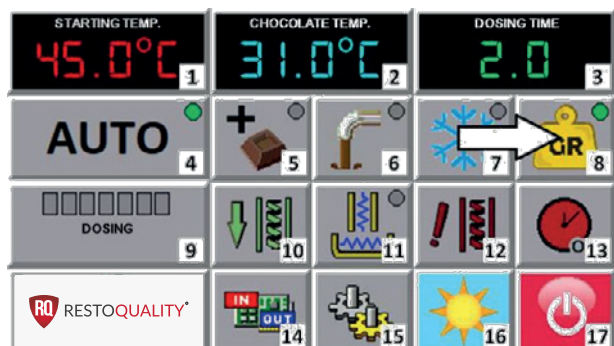 STARTING TEMP.
45.0°C 1
CHOCOLATE TEMP.
31.0°C 2
DOSING TIME
2.0 3
AUTO 4
+ 5
6
7
GR 8
DOSING 9
10
11
! 12
13
RQ RESTOQUALITY
IN OUT 14
15
16
17